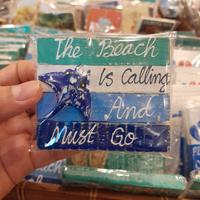 The Beach
Is Calling
And
Must Go